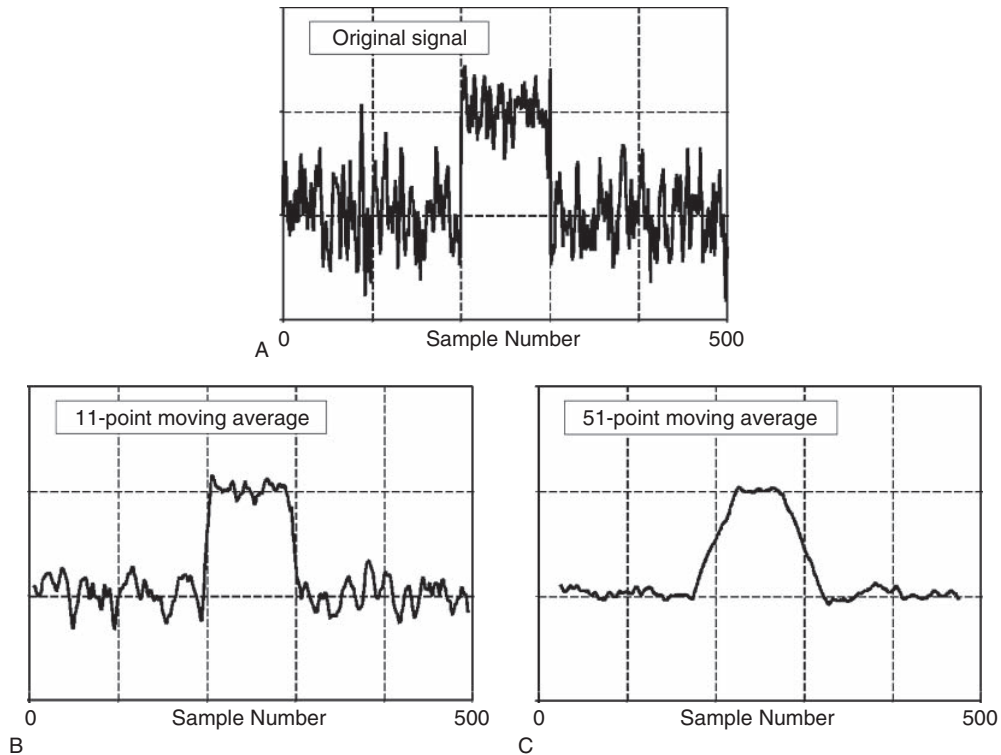 Original signal
0 Sample Number 500
A
11-point moving average
0 Sample Number 500
B
51-point moving average
0 Sample Number 500
C